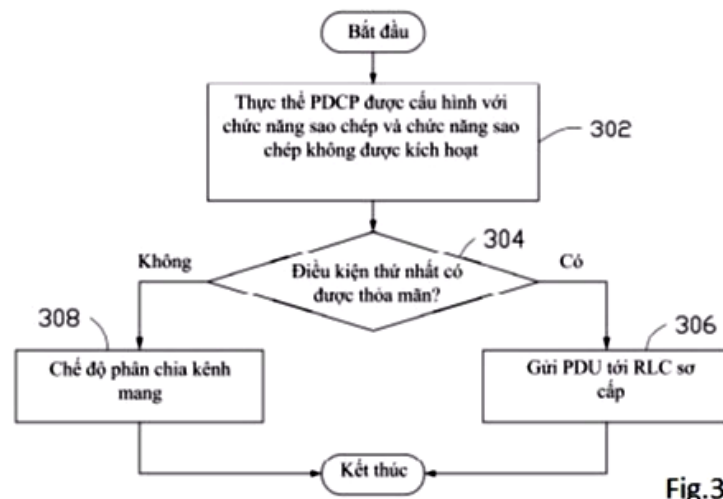 Bắt đầu
Thực thể PDCP được cấu hình với
chức năng sao chép và chức năng sao
chép không được kích hoạt
302
304
Không
Điều kiện thứ nhất có
được thỏa mãn?
Có
308
306
Chế độ phân chia kênh
mang
Gửi PDU tới RLC sơ
cấp
Kết thúc
Fig.3